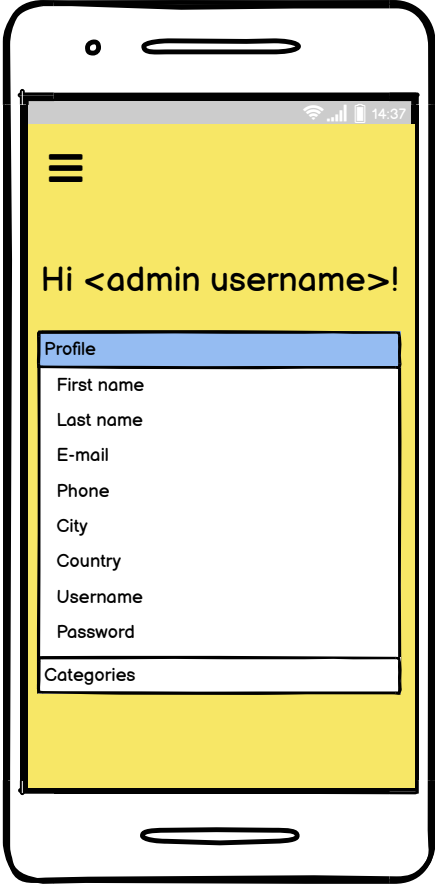 14:37
Hi <admin username>!
Profile
First name
Last name
E-mail
Phone
City
Country
Username
Password
Categories